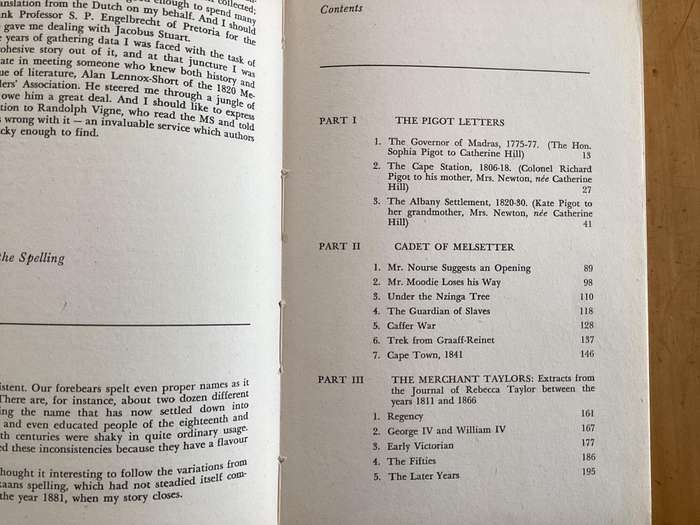 collected;
enough to spend many
anslation from the Dutch on my behalf. And I should
nk Professor S. P. Engelbrecht of Pretoria for the
gave me dealing with Jacobus Stuart.
years of gathering data I was faced with the task of
ohesive story out of it, and at that juncture I was
ate in meeting someone who knew both history and
ue of literature, Alan Lennox-Short of the 1820 Me-
lers' Association. He steered me through a jungle of
owe him a great deal. And I should like to express
tion to Randolph Vigne, who read the MS and told
wrong with it – an invaluable service which authors
cky enough to find.
the Spelling
istent. Our forebears spelt even proper names as it
There are, for instance, about two dozen different
ing the name that has now settled down into
and even educated people of the eighteenth and
th centuries were shaky in quite ordinary usage.
ed these inconsistencies because they have a flavour
hought it interesting to follow the variations from
kaans spelling, which had not steadied itself com-
the year 1881, when my story closes.
Contents
PART I THE PIGOT LETTERS
1. The Governor of Madras, 1775-77. (The Hon.
Sophia Pigot to Catherine Hill) 13
2. The Cape Station, 1806-18. (Colonel Richard
Pigot to his mother, Mrs. Newton, née Catherine
Hill) 27
3. The Albany Settlement, 1820-30. (Kate Pigot to
her grandmother, Mrs. Newton, née Catherine
Hill) 41
PART II CADET OF MELSETTER
1. Mr. Nourse Suggests an Opening 89
2. Mr. Moodie Loses his Way 98
3. Under the Nzinga Tree 110
4. The Guardian of Slaves 118
5. Caffer War 128
6. Trek from Graaff-Reinet 137
7. Cape Town, 1841 146
PART III THE MERCHANT TAYLORS: Extracts from
the Journal of Rebecca Taylor between the
years 1811 and 1866
1. Regency 161
2. George IV and William IV 167
3. Early Victorian 177
4. The Fifties 186
5. The Later Years 195